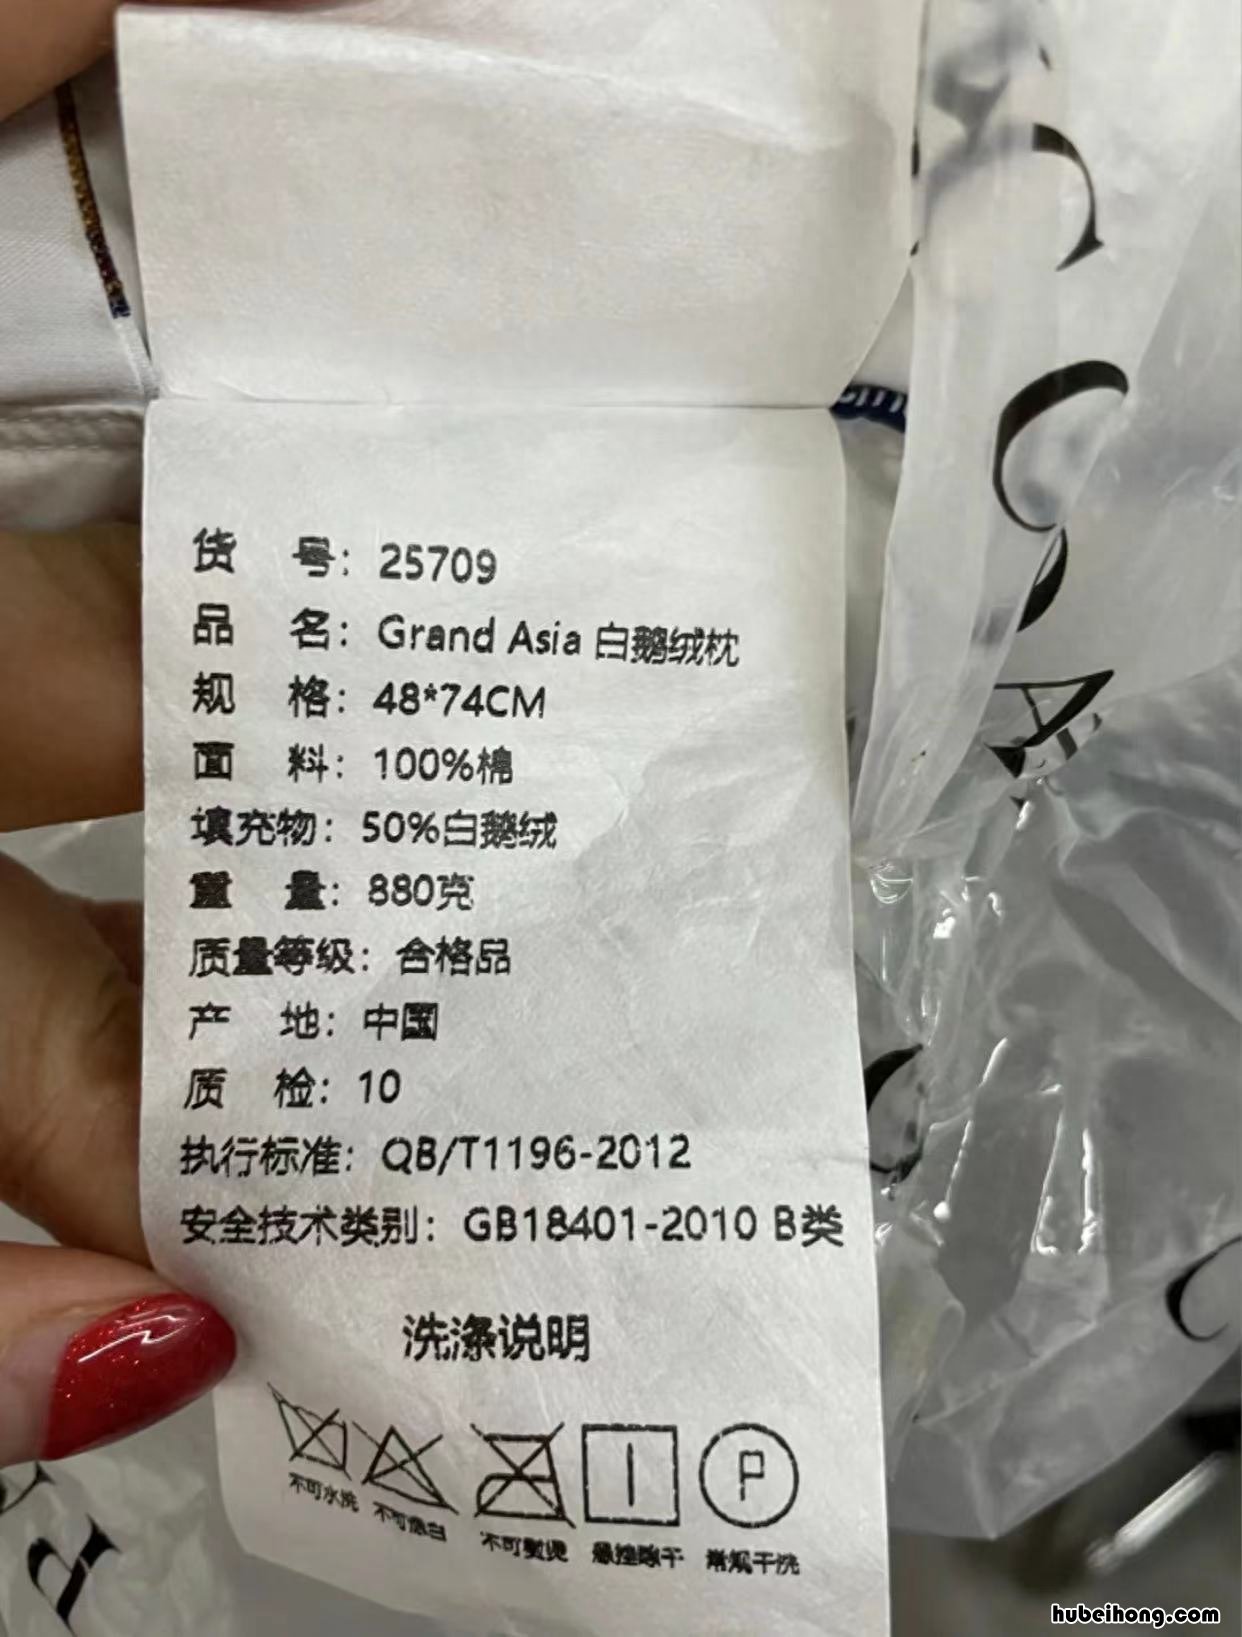 货 号：25709
品 名：Grand Asia 白鹅绒枕
规 格：48*74CM
面 料：100%棉
填充物：50%白鹅绒
重 量：880克
质量等级：合格品
产 地：中国
质 检：10
执行标准：QB/T1196-2012
安全技术类别：GB18401-2010 B类
洗涤说明
P
不可水洗 不可漂白 不可熨烫 悬挂晾干 常规干洗
hubeihong.com